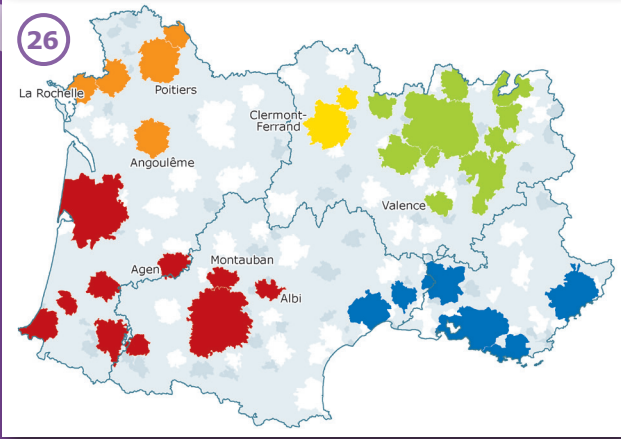 26
La Rochelle
Poitiers
Clermont-
Ferrand
Angoulême
Valence
Montauban
Agen
Albi